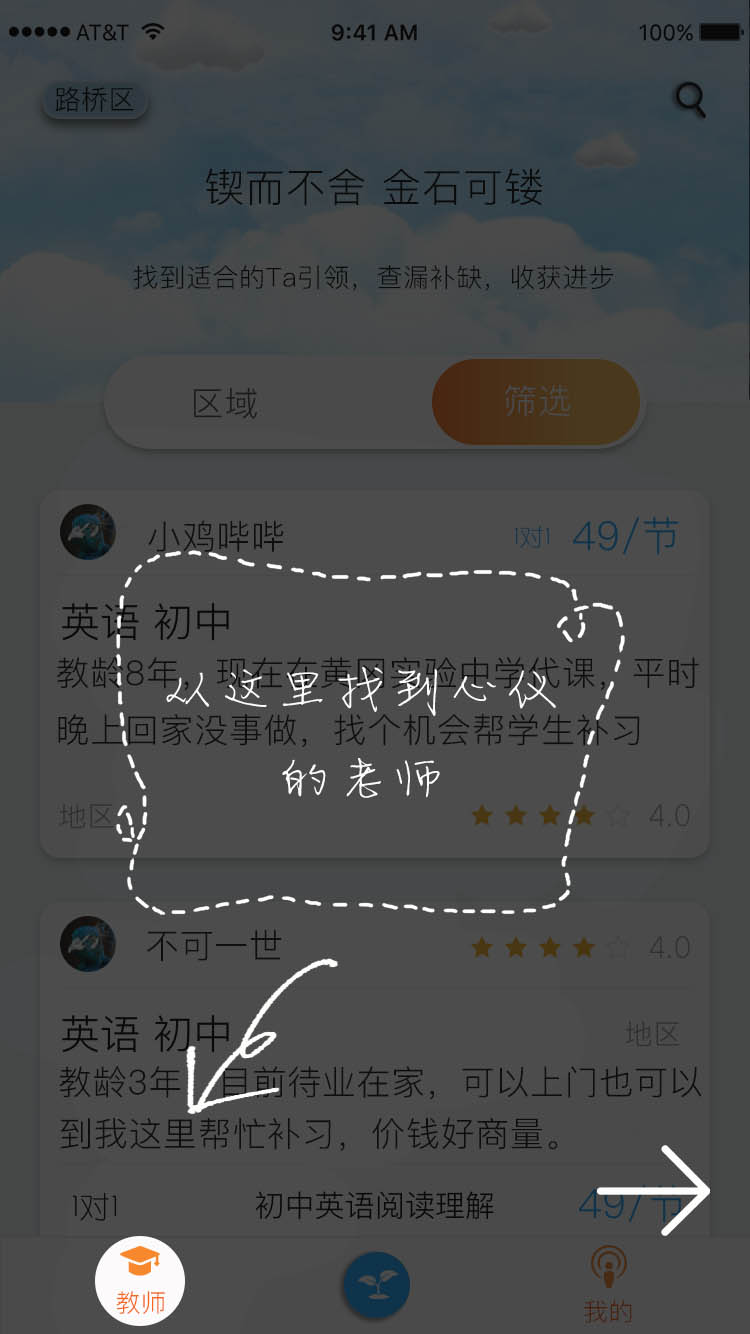 AT&T 9:41 AM 100%
路桥区
锲而不舍 金石可镂
找到适合的Ta引领，查漏补缺，收获进步
区域 筛选
小鸡哔哔 1对1 49/节
英语 初中
教龄8年，现在在黄冈实验中学代课，平时
晚上回家没事做，找个机会帮学生补习
从这里找到心仪
的老师
地区 4.0
不可一世 4.0
英语 初中 地区
教龄3年，目前待业在家，可以上门也可以
到我这里帮忙补习，价钱好商量。
1对1 初中英语阅读理解 49/节
教师 我的